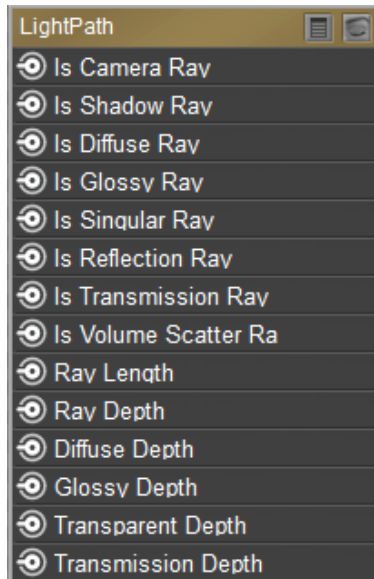 LightPath
Is Camera Ray
Is Shadow Ray
Is Diffuse Ray
Is Glossy Ray
Is Singular Ray
Is Reflection Ray
Is Transmission Ray
Is Volume Scatter Ra
Ray Length
Ray Depth
Diffuse Depth
Glossy Depth
Transparent Depth
Transmission Depth